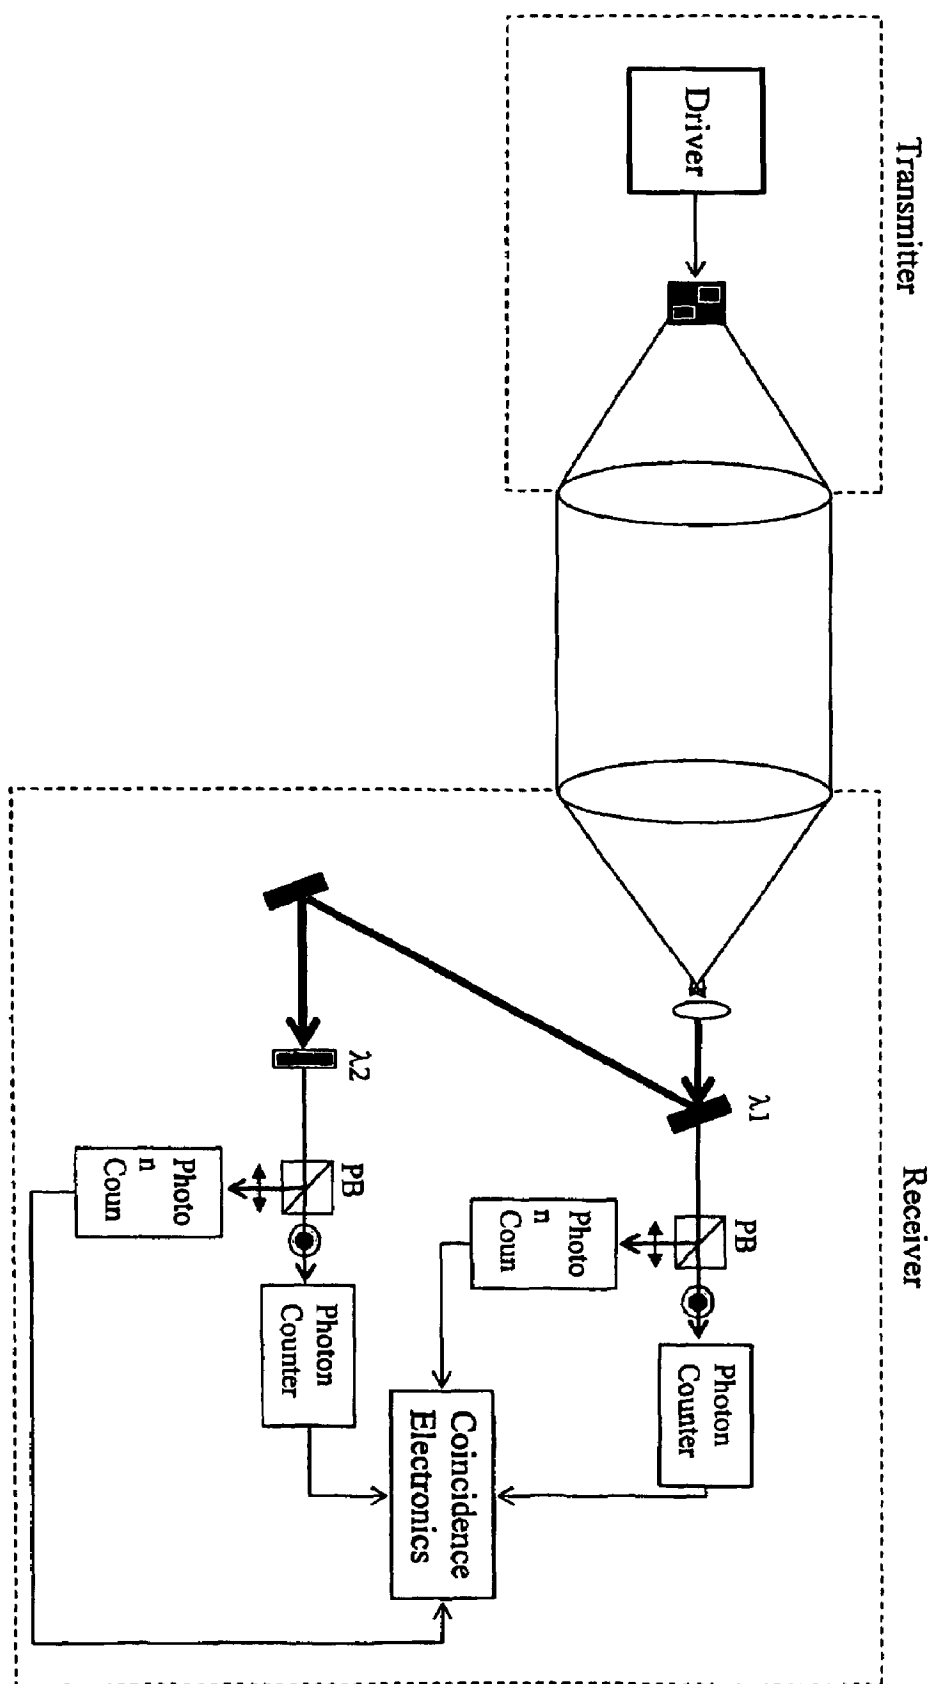 Transmitter
Driver
Receiver
λ1
PB
Photon
Counter
Photo
n
Coun
λ2
PB
Photon
Counter
Photo
n
Coun
Coincidence
Electronics